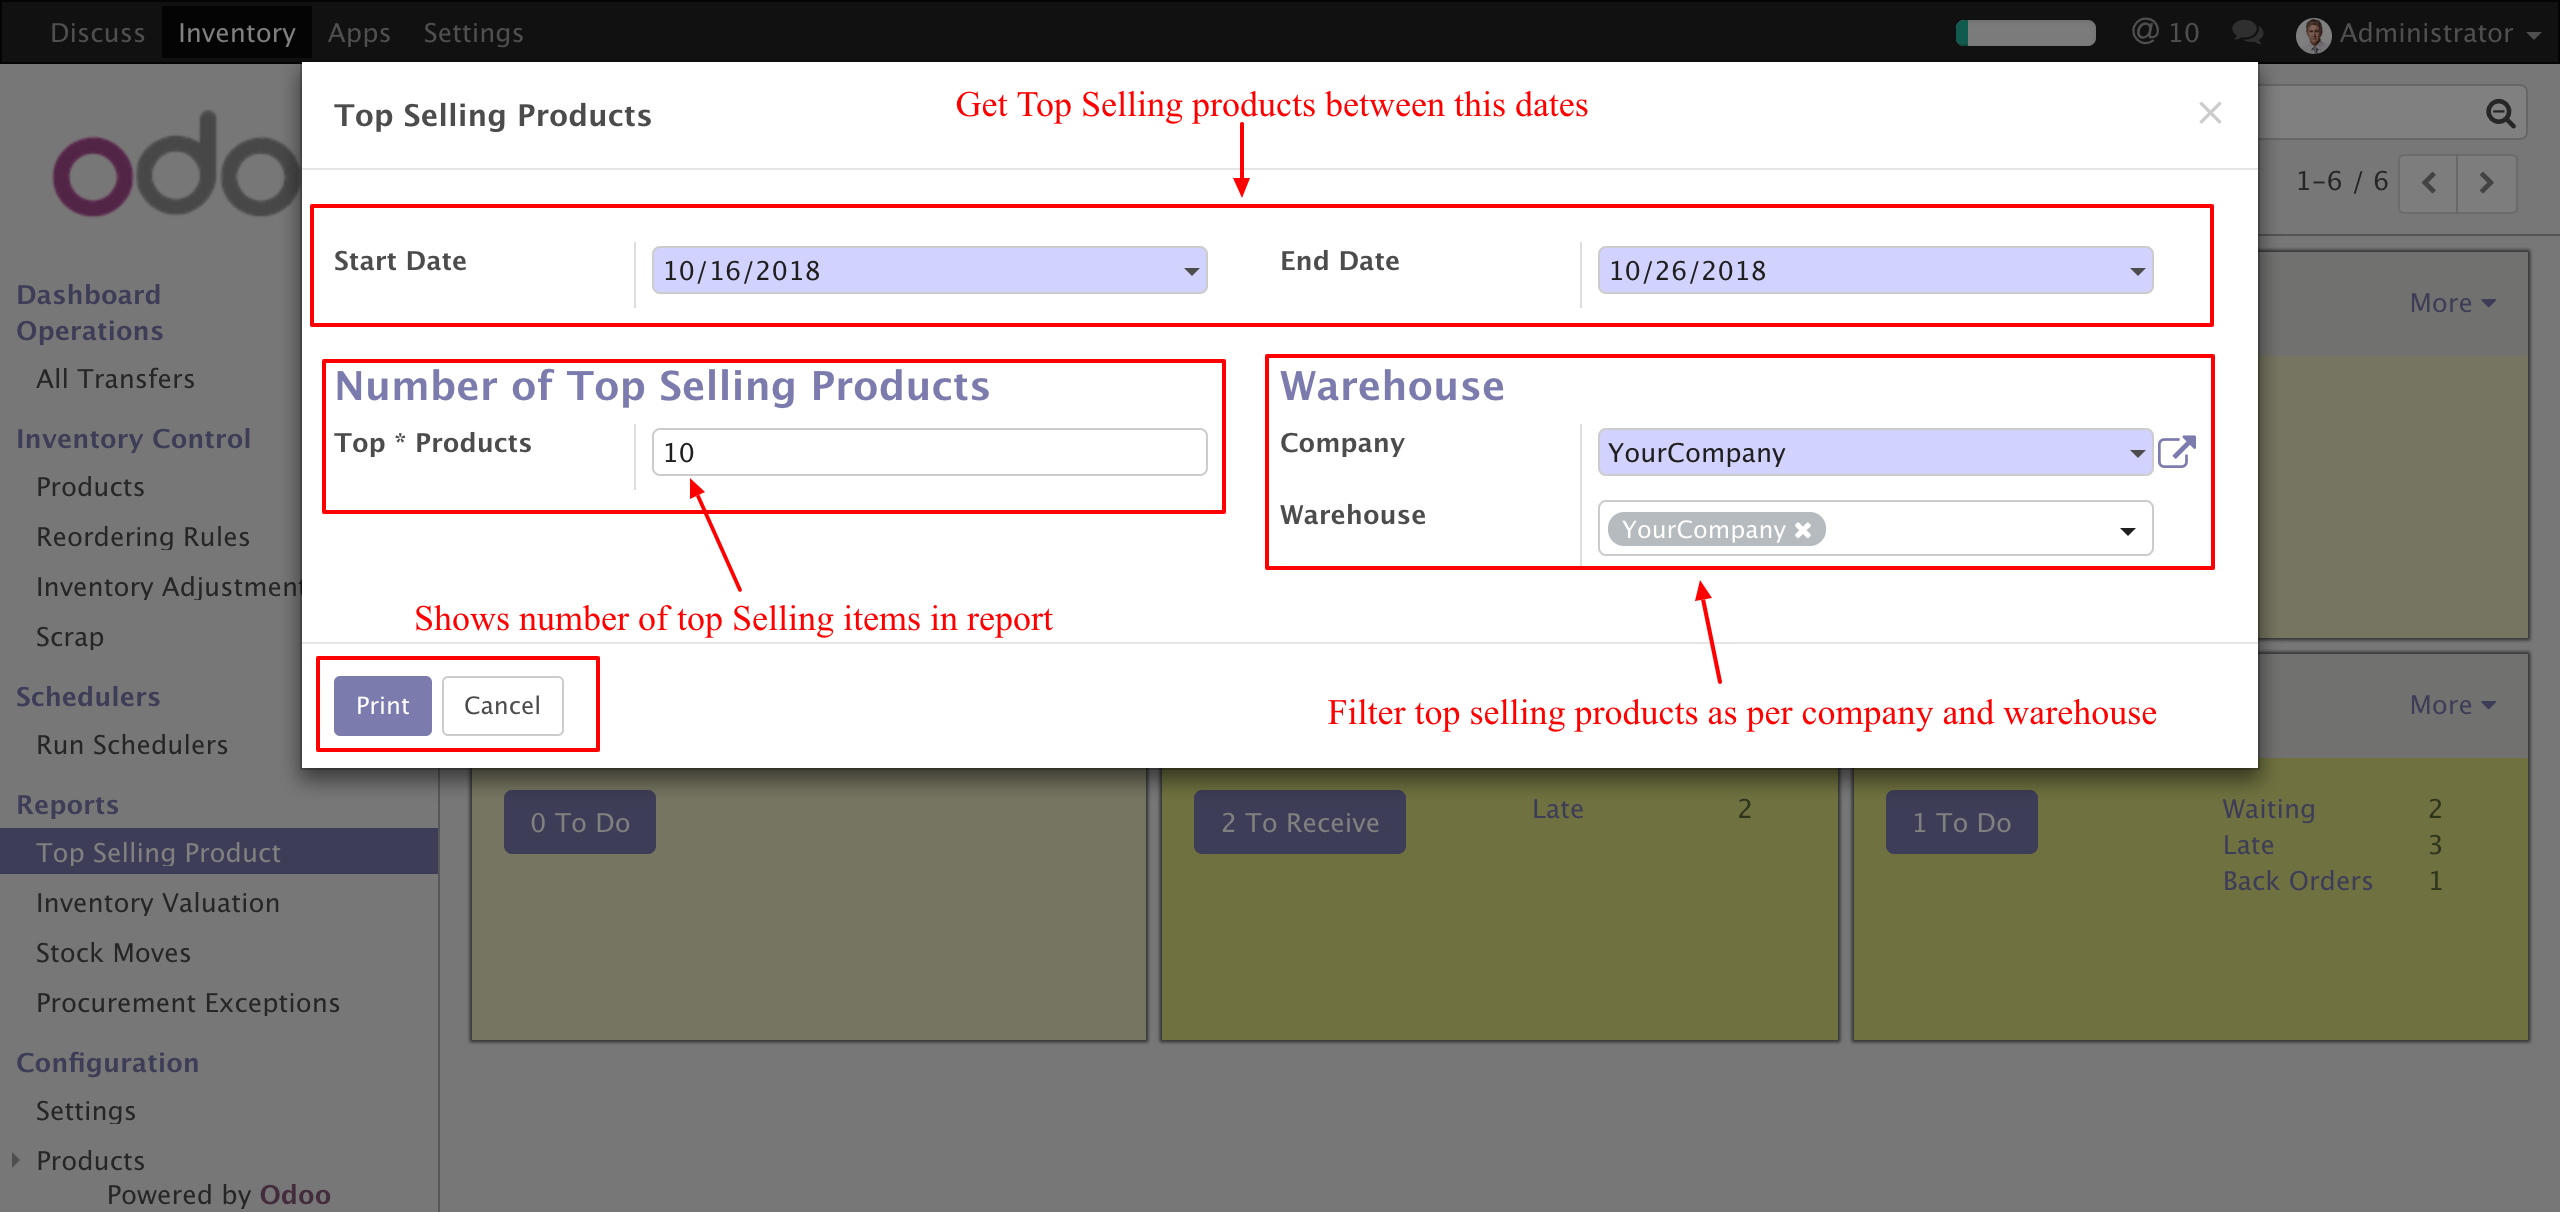 Discuss Inventory Apps Settings @ 10 Administrator
odo
Top Selling Products
Get Top Selling products between this dates
1-6 / 6
Start Date 10/16/2018 End Date 10/26/2018
Number of Top Selling Products
Top * Products 10
Warehouse
Company YourCompany
Warehouse YourCompany
Shows number of top Selling items in report
Filter top selling products as per company and warehouse
Print Cancel
Dashboard
Operations
All Transfers
Inventory Control
Products
Reordering Rules
Inventory Adjustment
Scrap
Schedulers
Run Schedulers
Reports
Top Selling Product
Inventory Valuation
Stock Moves
Procurement Exceptions
Configuration
Settings
Products
Powered by Odoo
More
More
0 To Do
2 To Receive Late 2
1 To Do Waiting 2
Late 3
Back Orders 1